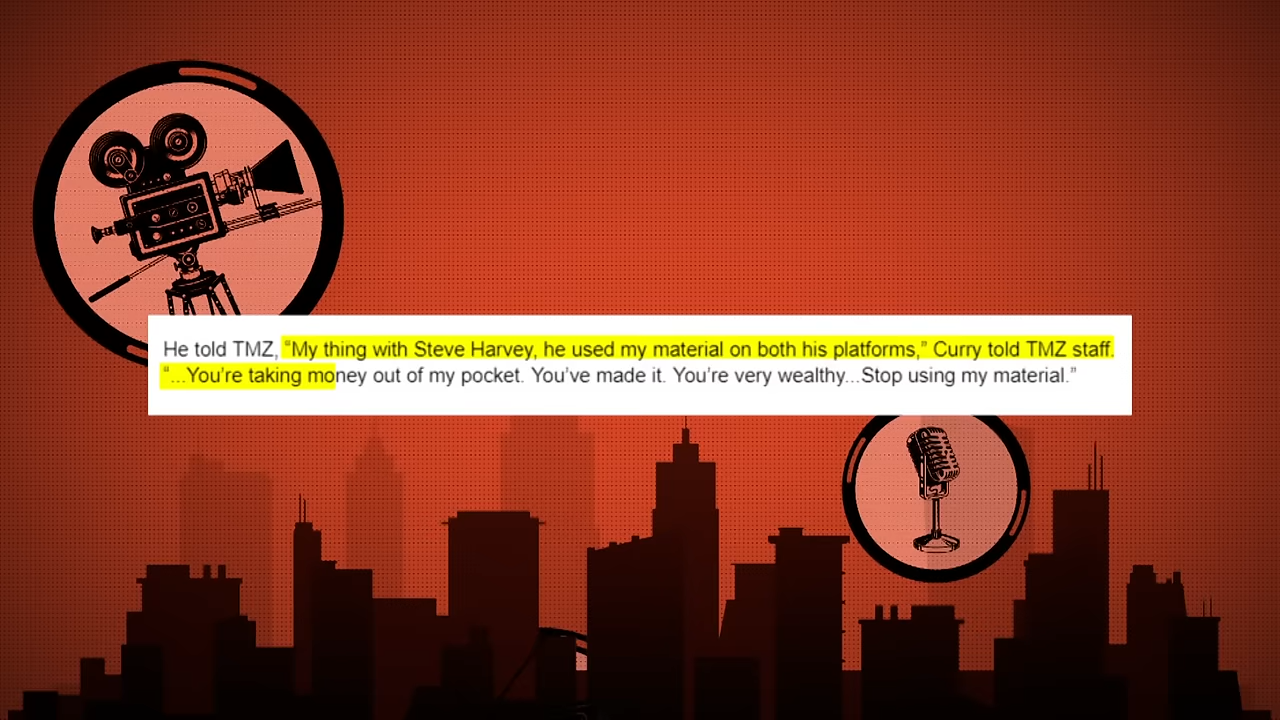 He told TMZ, “My thing with Steve Harvey, he used my material on both his platforms,” Curry told TMZ staff.
“...You’re taking money out of my pocket. You’ve made it. You’re very wealthy...Stop using my material.”